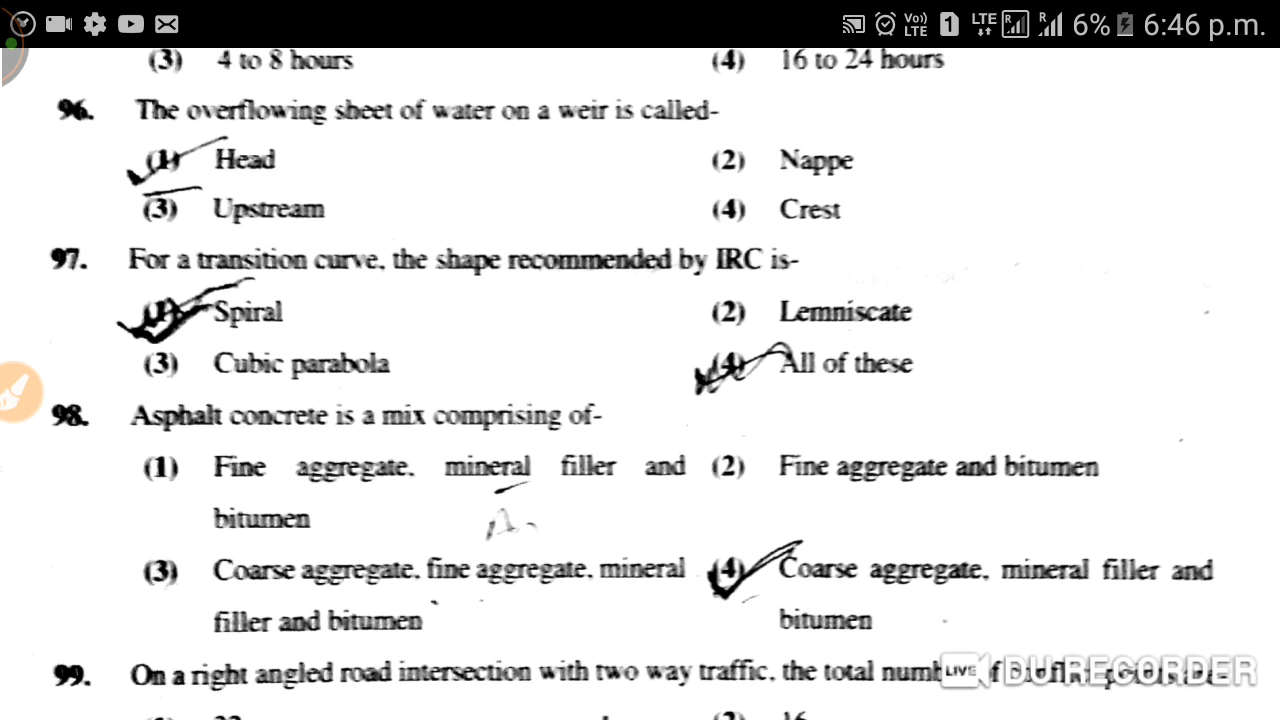 Vo)) LTE 1 LTE R R 6% 6:46 p.m.
(3) 4 to 8 hours (4) 16 to 24 hours
96. The overflowing sheet of water on a weir is called-
(1) Head (2) Nappe
(3) Upstream (4) Crest
97. For a transition curve, the shape recommended by IRC is-
(1) Spiral (2) Lemniscate
(3) Cubic parabola (4) All of these
98. Asphalt concrete is a mix comprising of-
(1) Fine aggregate, mineral filler and (2) Fine aggregate and bitumen
bitumen
(3) Coarse aggregate, fine aggregate, mineral (4) Coarse aggregate, mineral filler and
filler and bitumen bitumen
99. On a right angled road intersection with two way traffic, the total
LIVE DU RECORDER